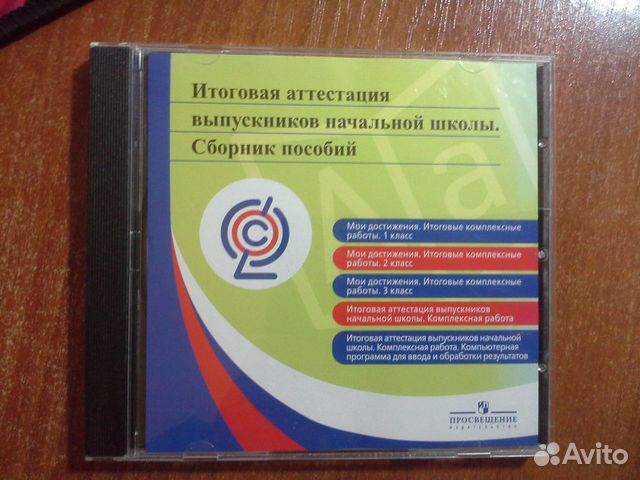 Итоговая аттестация
выпускников начальной школы.
Сборник пособий
Аа
С
Мои достижения. Итоговые комплексные
работы. 1 класс
Мои достижения. Итоговые комплексные
работы. 2 класс
Мои достижения. Итоговые комплексные
работы. 3 класс
Итоговая аттестация выпускников
начальной школы. Комплексная работа
Итоговая аттестация выпускников начальной
школы. Комплексная работа. Компьютерная
программа для ввода и обработки результатов
ПРОСВЕЩЕНИЕ
ИЗДАТЕЛЬСТВО
Avito